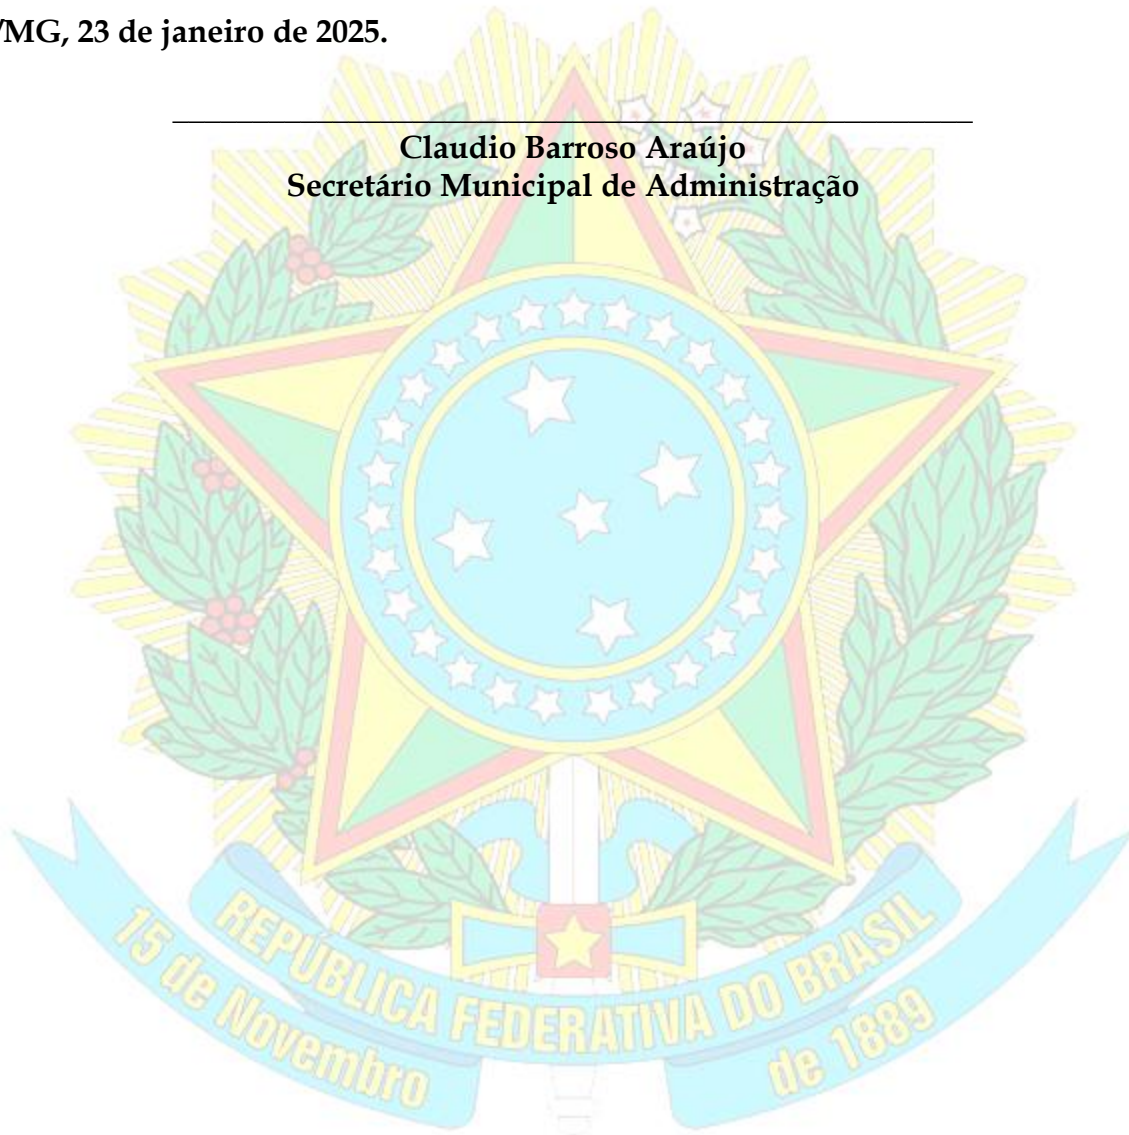 /MG, 23 de janeiro de 2025.
Claudio Barroso Araújo
Secretário Municipal de Administração
REPÚBLICA FEDERATIVA DO BRASIL
15 de Novembro
de 1889